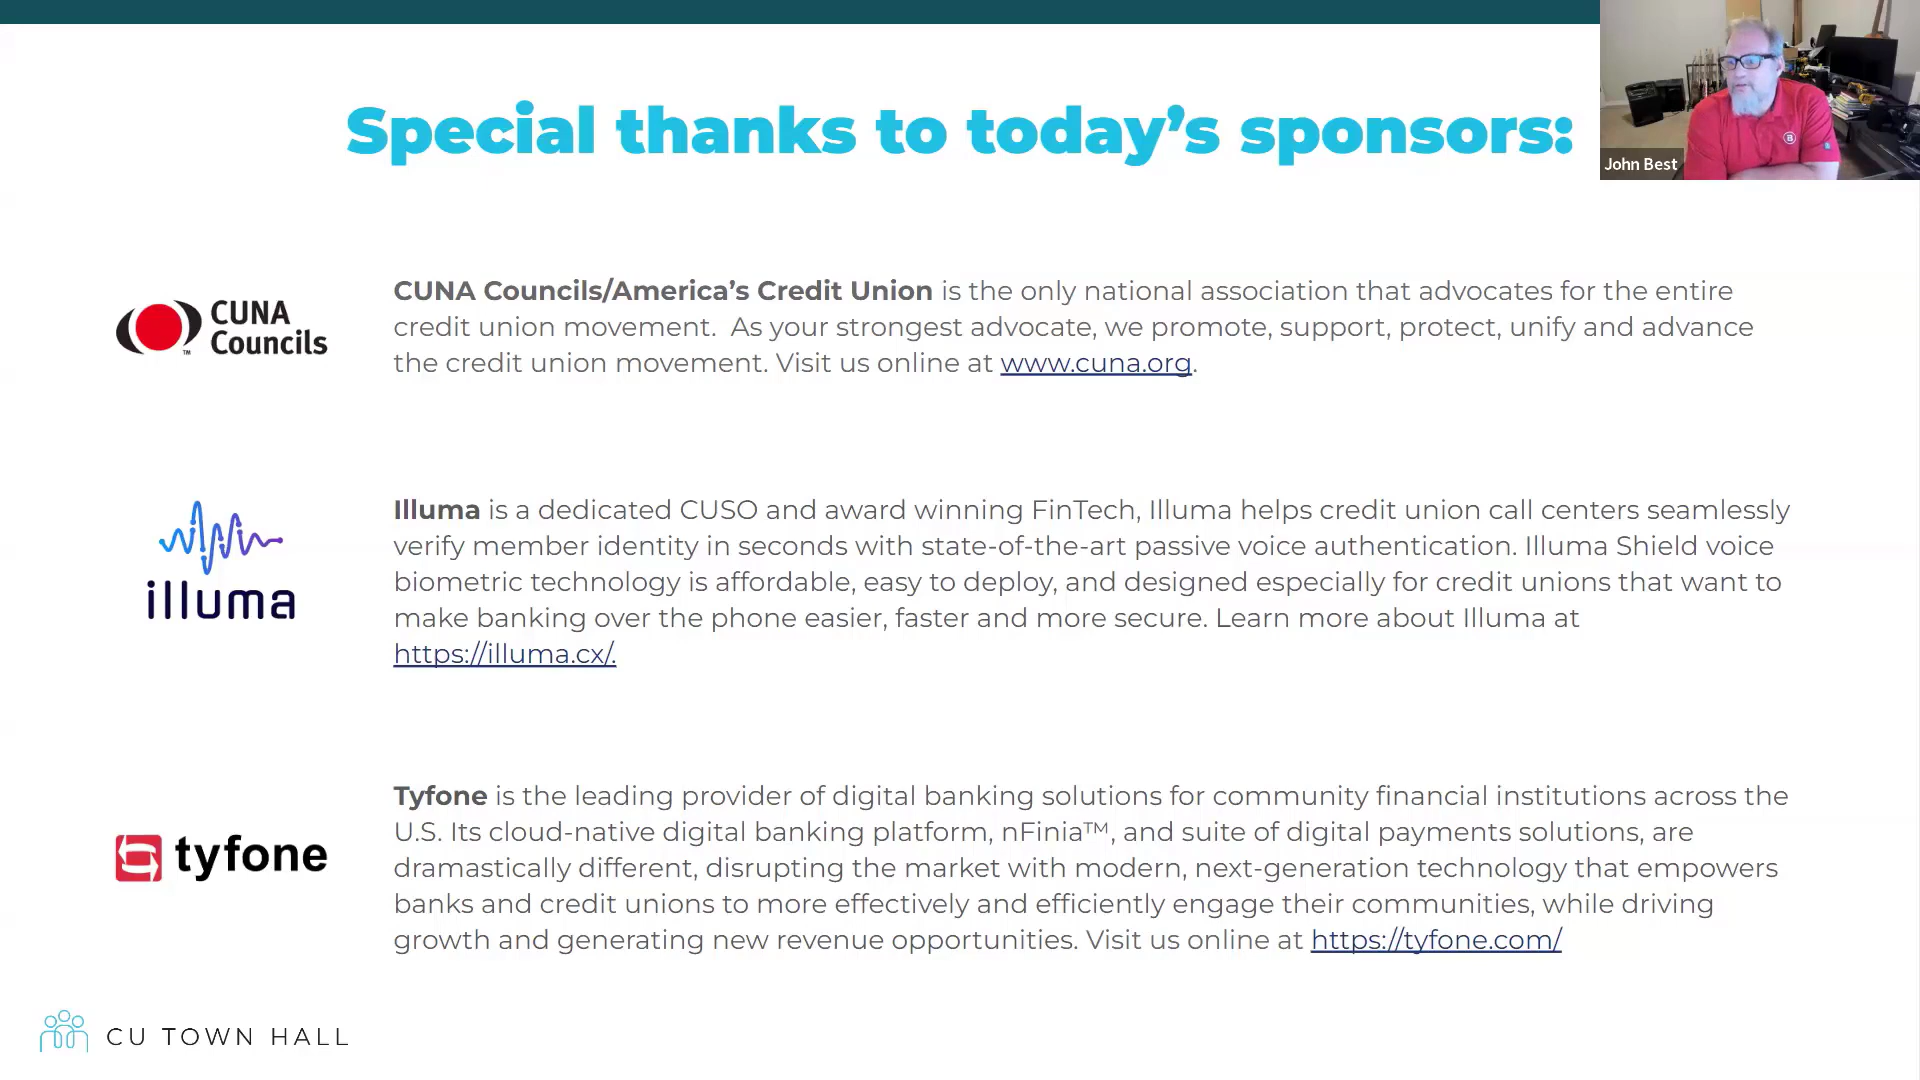 Special thanks to today's sponsors:
John Best
CUNA
Councils
TM
CUNA Councils/America's Credit Union is the only national association that advocates for the entire
credit union movement.  As your strongest advocate, we promote, support, protect, unify and advance
the credit union movement. Visit us online at www.cuna.org.
illuma
Illuma is a dedicated CUSO and award winning FinTech, Illuma helps credit union call centers seamlessly
verify member identity in seconds with state-of-the-art passive voice authentication. Illuma Shield voice
biometric technology is affordable, easy to deploy, and designed especially for credit unions that want to
make banking over the phone easier, faster and more secure. Learn more about Illuma at
https://illuma.cx/.
tyfone
Tyfone is the leading provider of digital banking solutions for community financial institutions across the
U.S. Its cloud-native digital banking platform, nFinia™, and suite of digital payments solutions, are
dramastically different, disrupting the market with modern, next-generation technology that empowers
banks and credit unions to more effectively and efficiently engage their communities, while driving
growth and generating new revenue opportunities. Visit us online at https://tyfone.com/
CU TOWN HALL